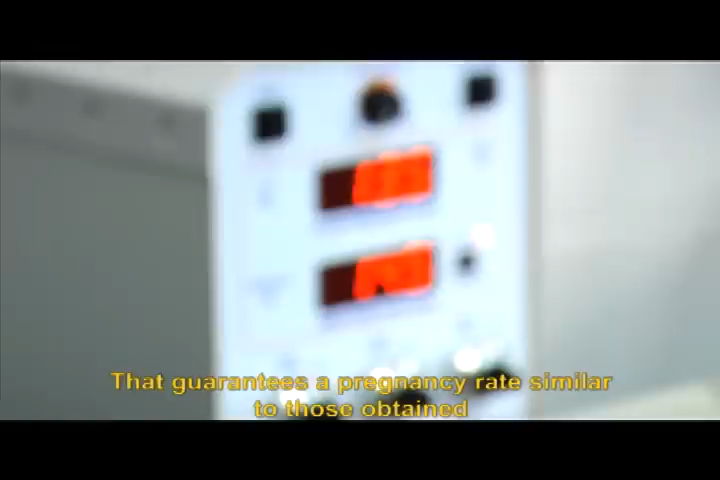 That guarantees a pregnancy rate similar
to those obtained